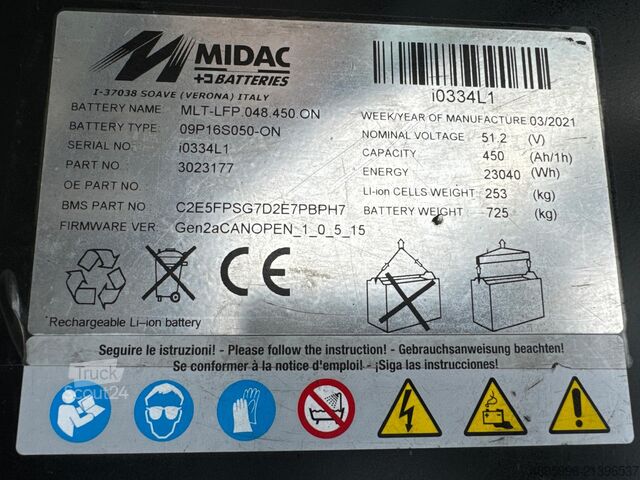 MIDAC
BATTERIES
I-37038 SOAVE (VERONA) ITALY
i0334L1
BATTERY NAME: MLT-LFP.048.450.ON
BATTERY TYPE: 09P16S050-ON
SERIAL NO: i0334L1
PART NO: 3023177
OE PART NO:
BMS PART NO: C2E5FPSG7D2E7PBPH7
FIRMWARE VER: Gen2aCANOPEN_1_0_5_15
WEEK/YEAR OF MANUFACTURE 03/2021
NOMINAL VOLTAGE 51.2 (V)
CAPACITY 450 (Ah/1h)
ENERGY 23040 (Wh)
Li-ion CELLS WEIGHT 253 (kg)
BATTERY WEIGHT 725 (kg)
CE
Rechargeable Li-ion battery
Seguire le istruzioni! - Please follow the instruction! - Gebrauchsanweisung beachten!
Se conformer à la notice d'emploi! - ¡Siga las instrucciones!
Truck
Scout24